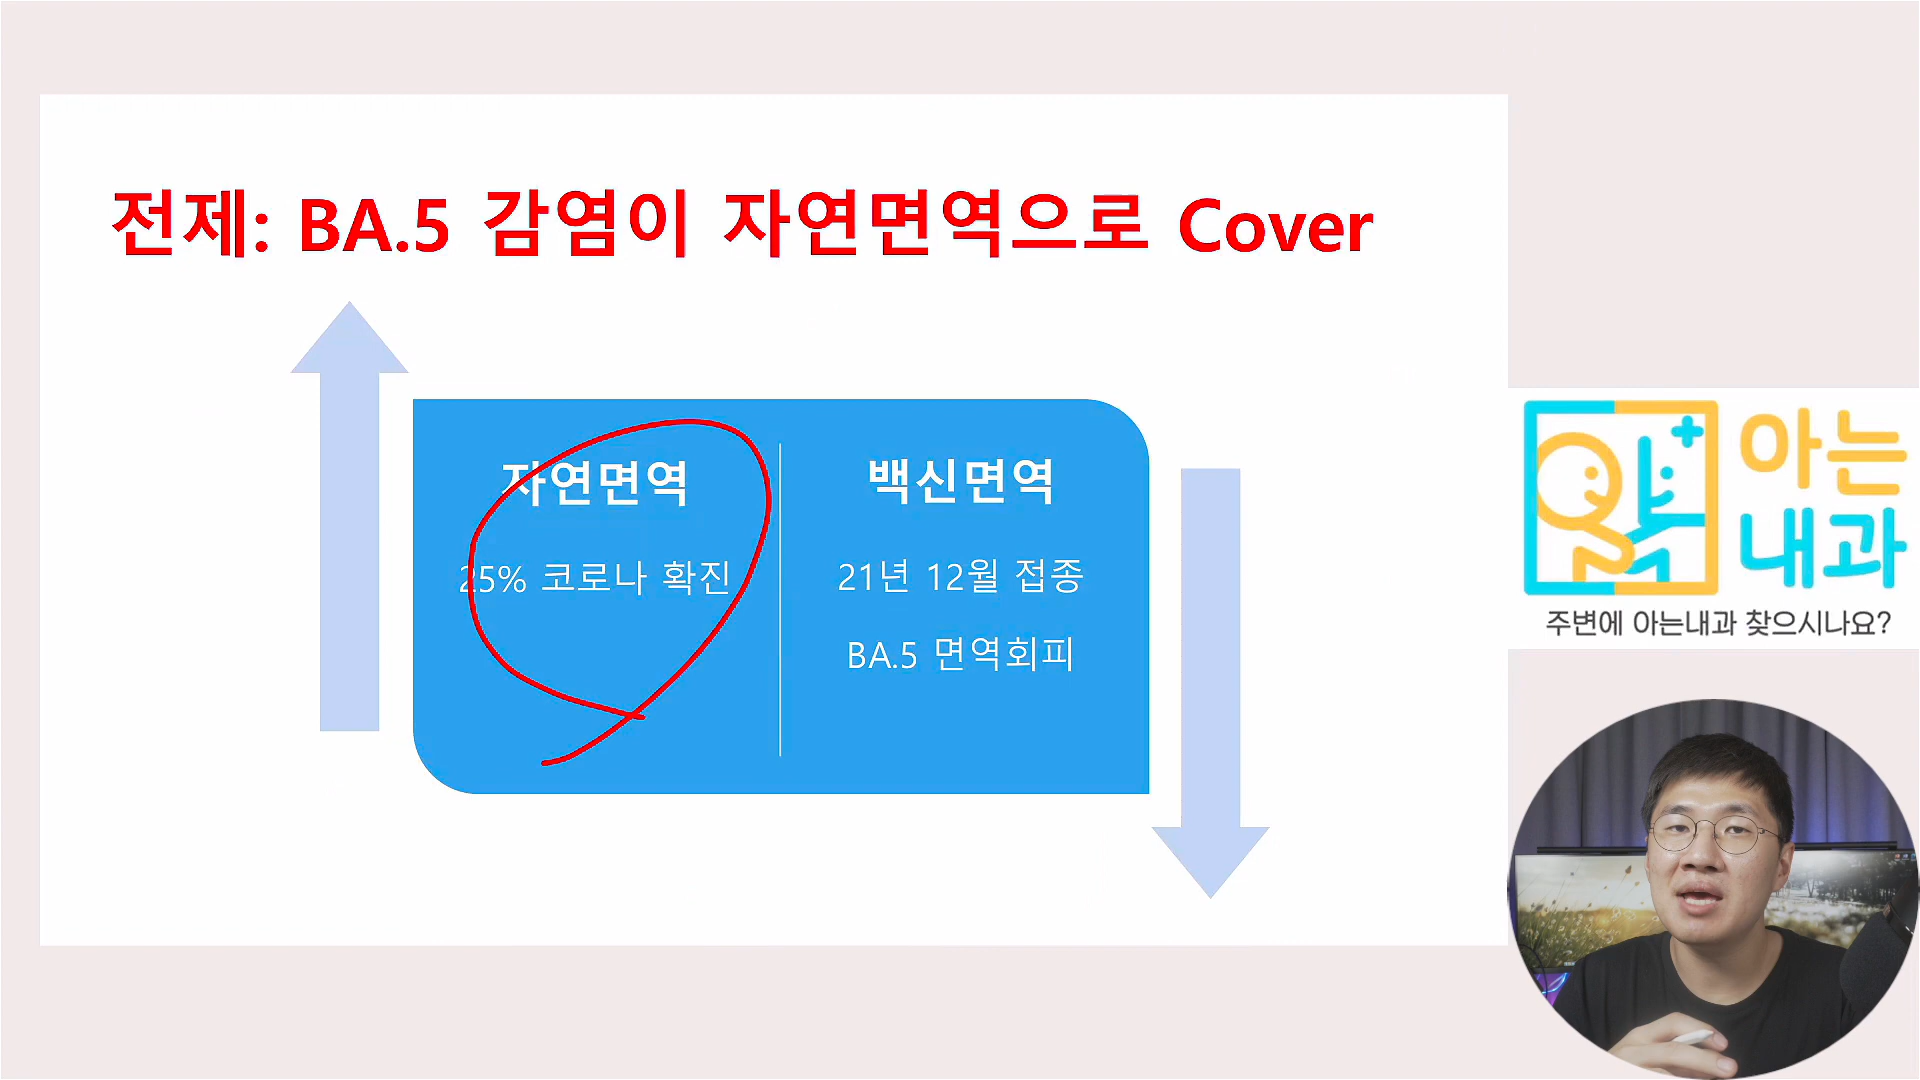 전제: BA.5 감염이 자연면역으로 Cover
자연면역
25% 코로나 확진
백신면역
21년 12월 접종
BA.5 면역회피
아는
내과
주변에 아는내과 찾으시나요?